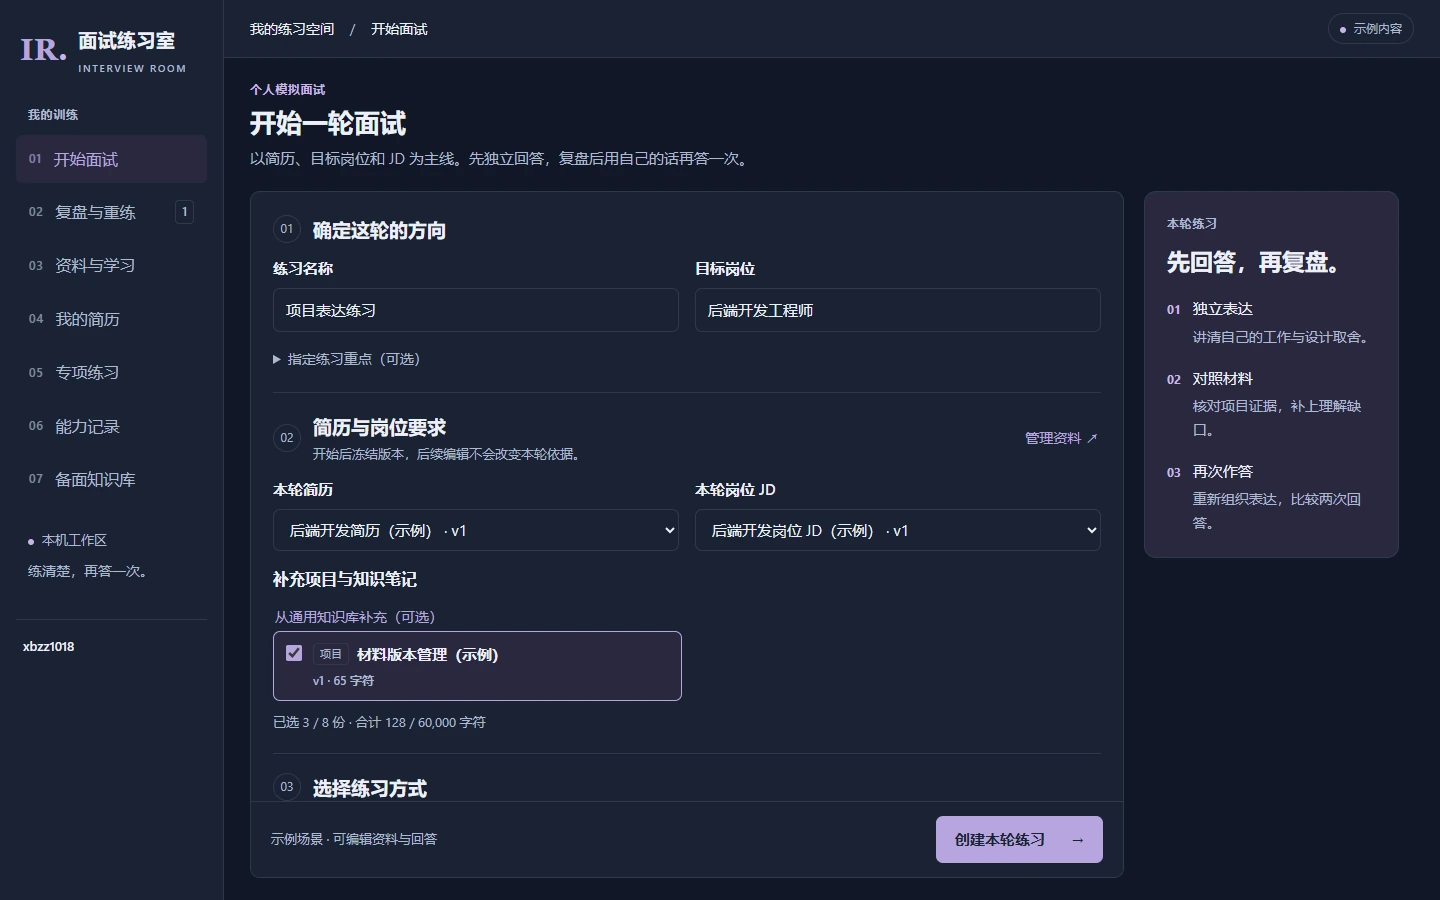 IR. 面试练习室
INTERVIEW ROOM
我的训练
01 开始面试
02 复盘与重练 1
03 资料与学习
04 我的简历
05 专项练习
06 能力记录
07 备面知识库
本机工作区
练清楚，再答一次。
xbzz1018
我的练习空间 / 开始面试
示例内容
个人模拟面试
开始一轮面试
以简历、目标岗位和 JD 为主线。先独立回答，复盘后用自己的话再答一次。
01 确定这轮的方向
练习名称 目标岗位
项目表达练习 后端开发工程师
指定练习重点（可选）
02 简历与岗位要求
开始后冻结版本，后续编辑不会改变本轮依据。
管理资料 ↗
本轮简历 本轮岗位 JD
后端开发简历（示例） · v1 后端开发岗位 JD（示例） · v1
补充项目与知识笔记
从通用知识库补充（可选）
项目 材料版本管理（示例）
v1 · 65 字符
已选 3 / 8 份 · 合计 128 / 60,000 字符
03 选择练习方式
示例场景 · 可编辑资料与回答
创建本轮练习 →
本轮练习
先回答，再复盘。
01 独立表达
讲清自己的工作与设计取舍。
02 对照材料
核对项目证据，补上理解缺
口。
03 再次作答
重新组织表达，比较两次回
答。